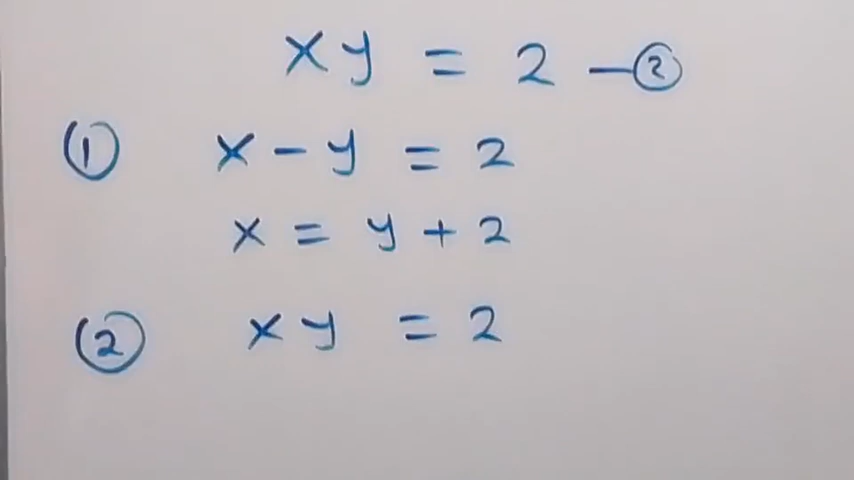 xy = 2 —②
① x - y = 2
x = y + 2
② xy = 2